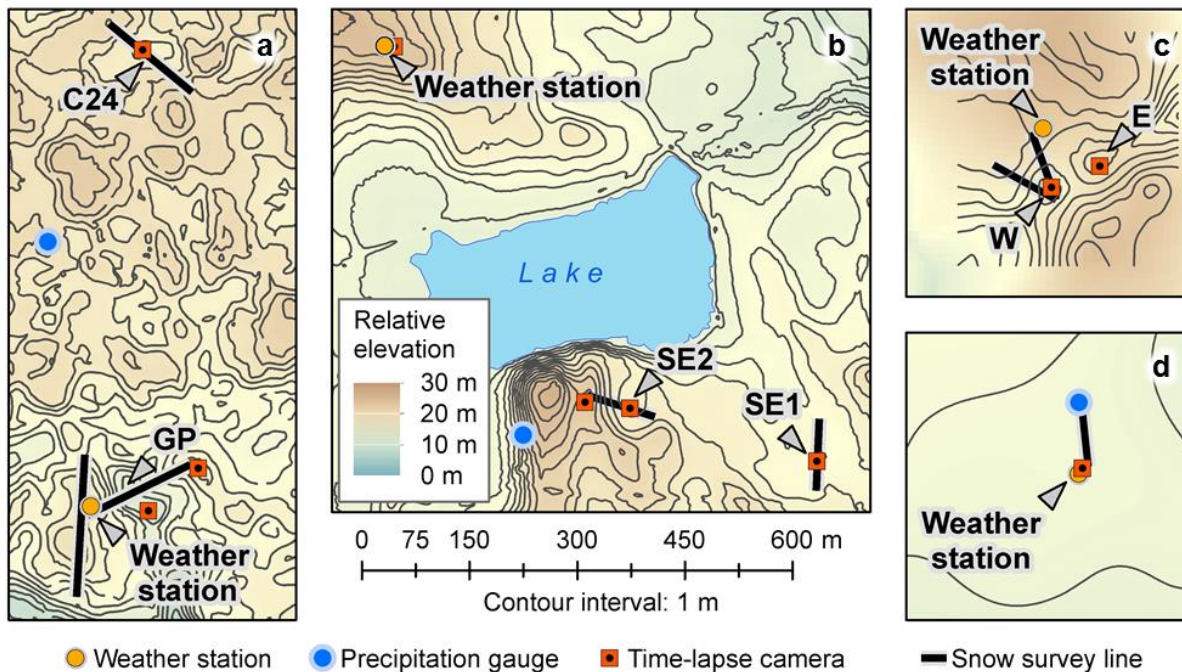 a
C24
GP
Weather
station
b
Weather station
Lake
Relative
elevation
30 m
20 m
10 m
0 m
SE2
SE1
0 75 150 300 450 600 m
Contour interval: 1 m
c
Weather
station
E
W
d
Weather
station
Weather station
Precipitation gauge
Time-lapse camera
Snow survey line